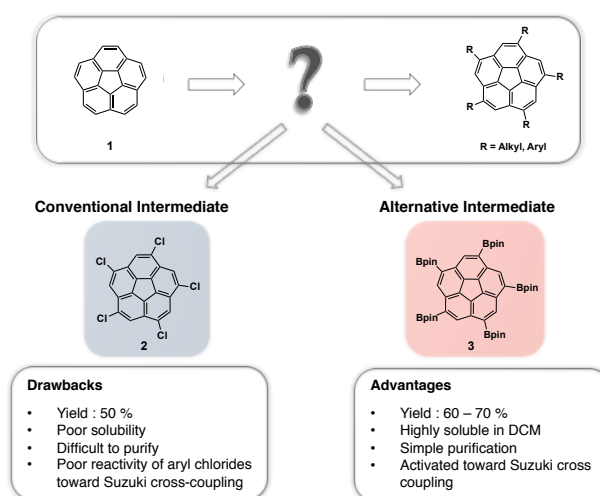 R
R
R
R
R
?
1
R = Alkyl, Aryl
Conventional Intermediate
Alternative Intermediate
Cl
Cl
Cl
Cl
Cl
2
Bpin
Bpin
Bpin
Bpin
Bpin
3
Drawbacks
• Yield : 50 %
• Poor solubility
• Difficult to purify
• Poor reactivity of aryl chlorides
toward Suzuki cross-coupling
Advantages
• Yield : 60 – 70 %
• Highly soluble in DCM
• Simple purification
• Activated toward Suzuki cross
coupling